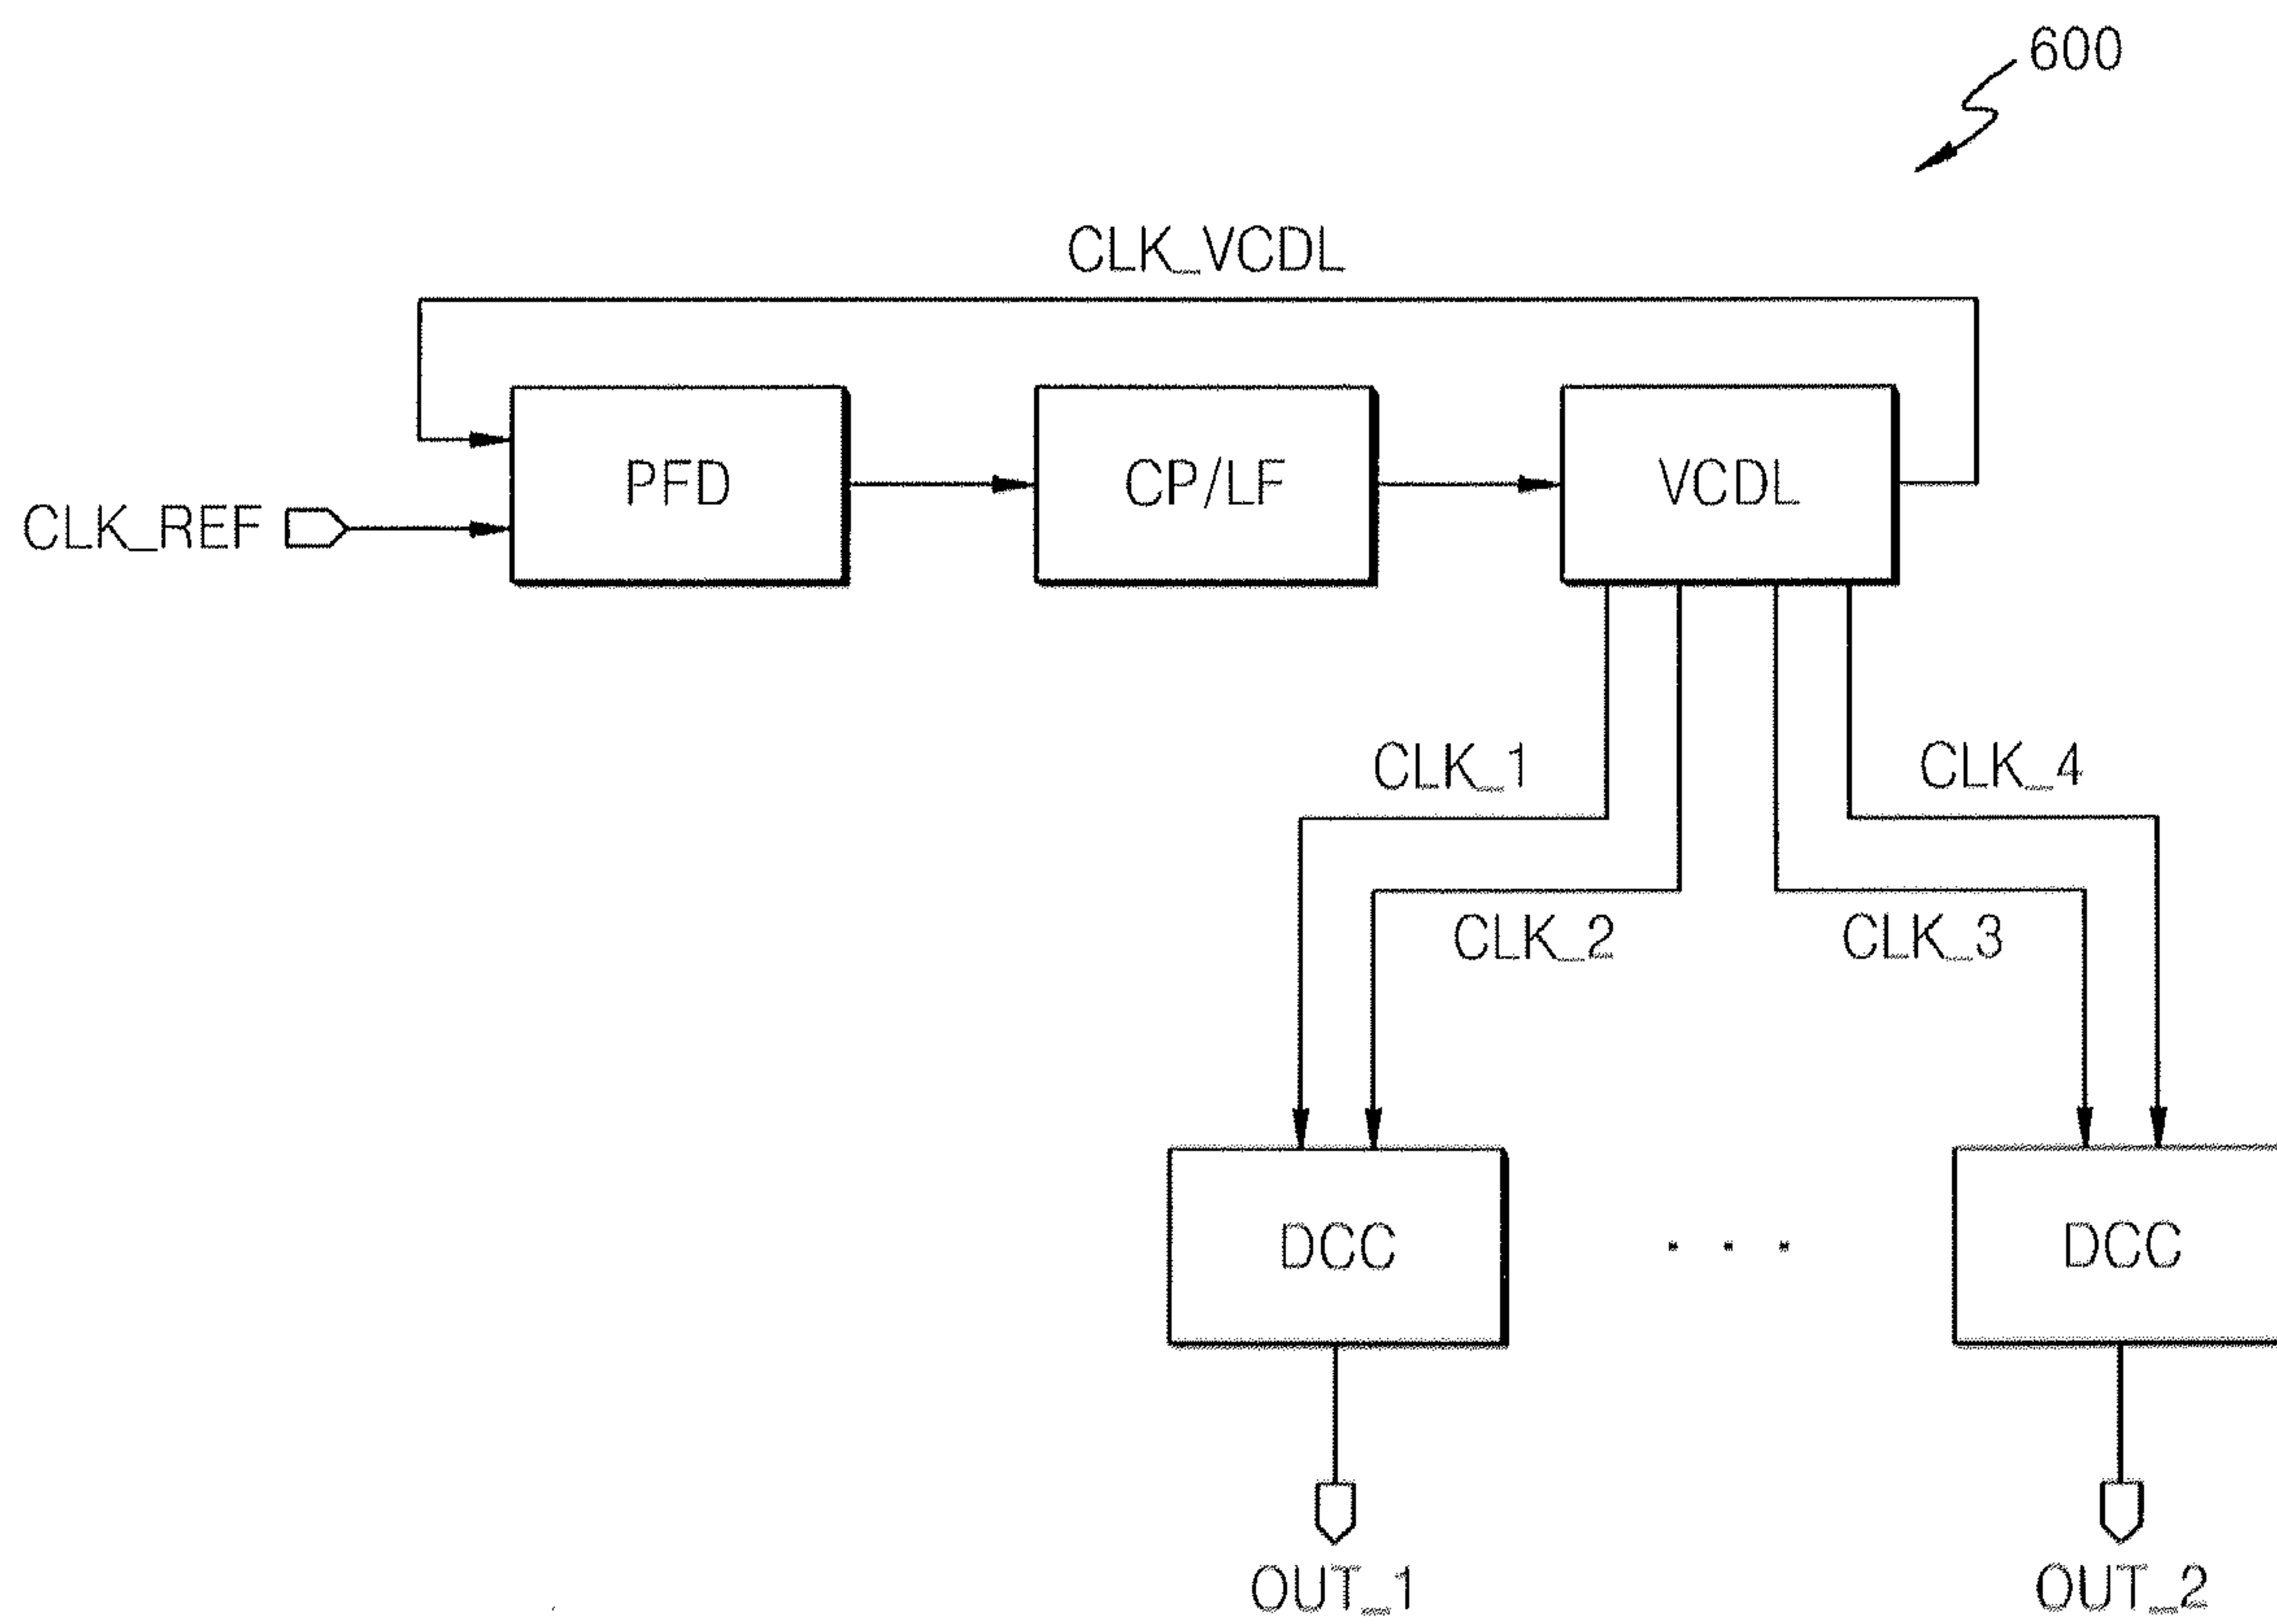 600
CLK_VCDL
PFD
CP/LF
VCDL
CLK_REF
CLK_1
CLK_4
CLK_2
CLK_3
DCC
. . .
DCC
OUT_1
OUT_2